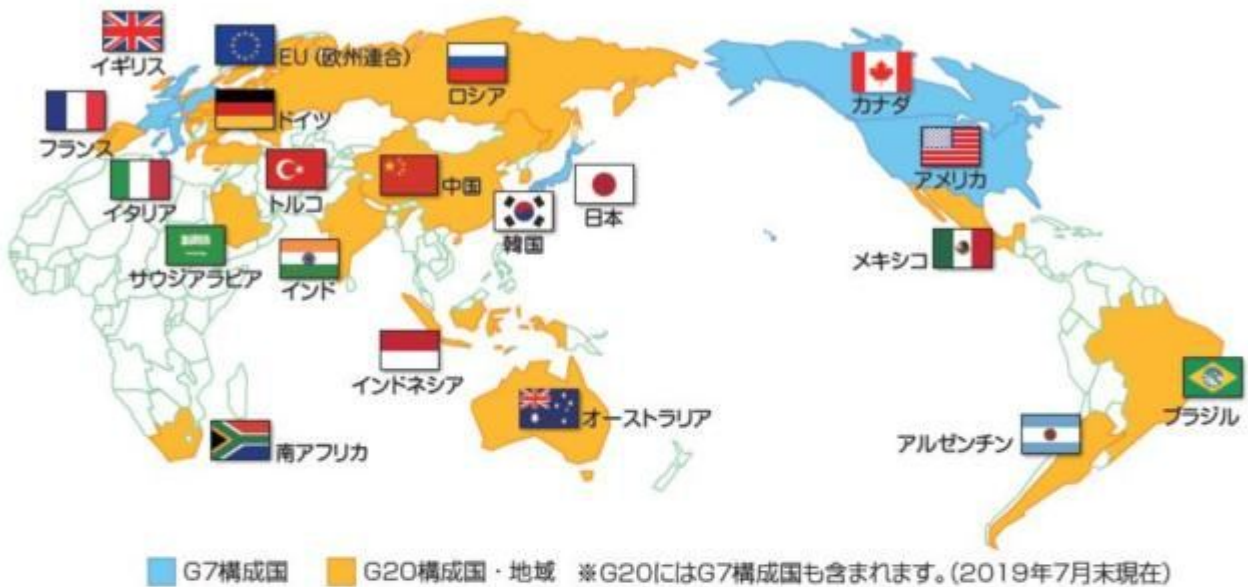 イギリス
EU(欧州連合)
ロシア
カナダ
フランス
ドイツ
アメリカ
イタリア
トルコ
中国
韓国
日本
サウジアラビア
インド
メキシコ
インドネシア
オーストラリア
ブラジル
南アフリカ
アルゼンチン
G7構成国 G20構成国・地域 ※G20にはG7構成国も含まれます。(2019年7月末現在)